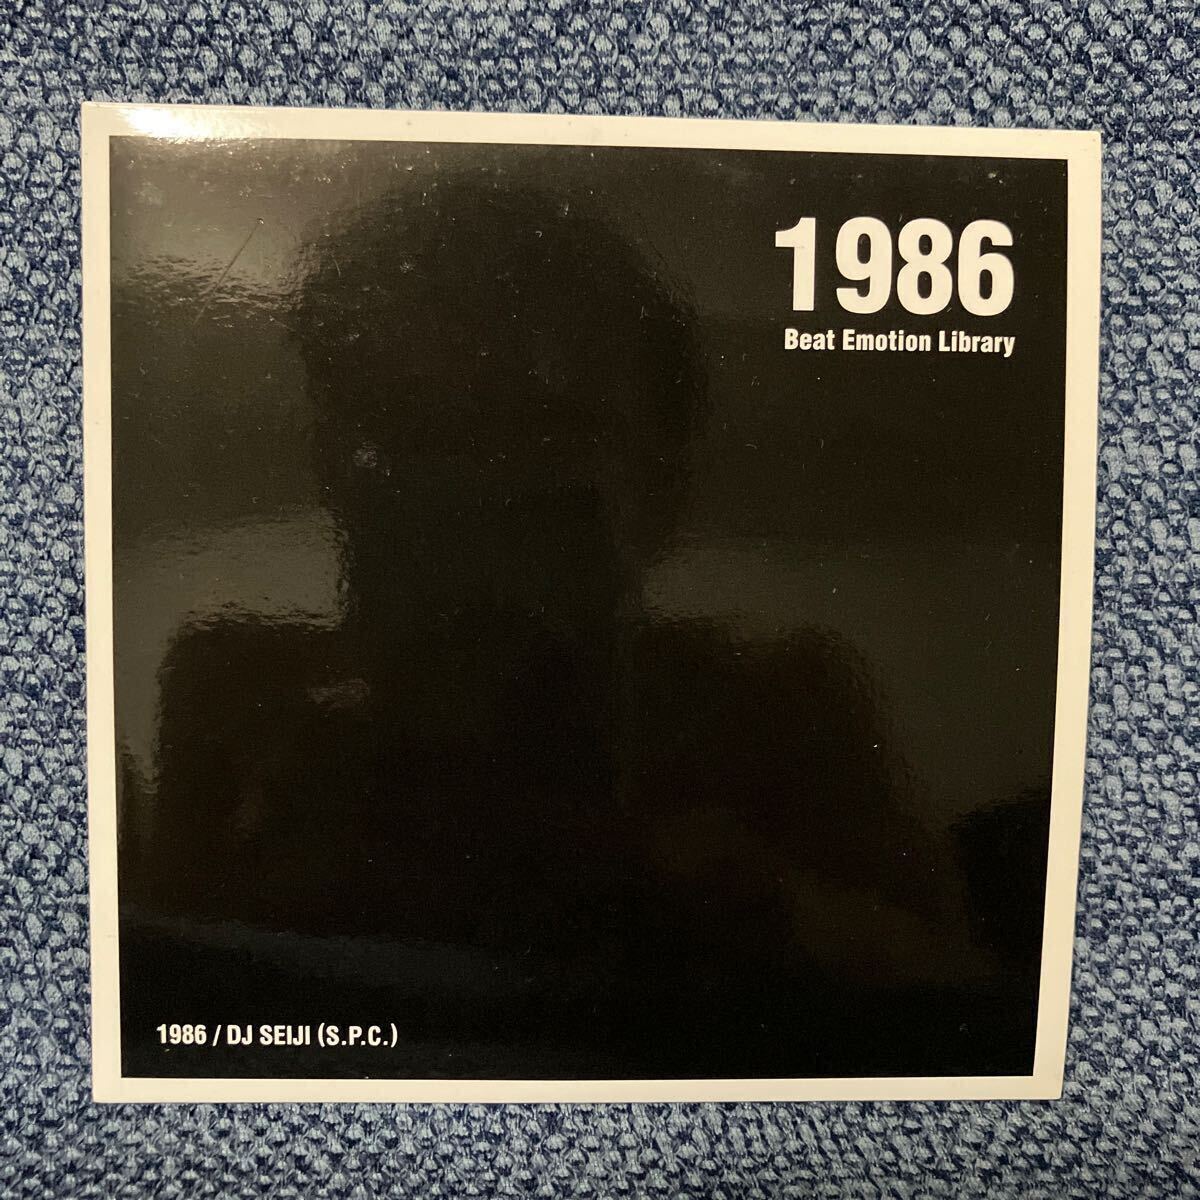 1986
Beat Emotion Library
1986 / DJ SEIJI (S.P.C.)